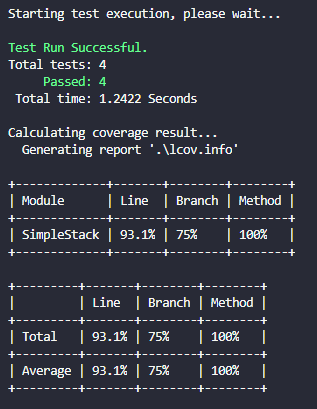 Starting test execution, please wait...
Test Run Successful.
Total tests: 4
     Passed: 4
 Total time: 1.2422 Seconds
Calculating coverage result...
  Generating report '.\lcov.info'
+-------------+-------+--------+--------+
| Module      | Line  | Branch | Method |
+-------------+-------+--------+--------+
| SimpleStack | 93.1% | 75%    | 100%   |
+-------------+-------+--------+--------+
+---------+-------+--------+--------+
|         | Line  | Branch | Method |
+---------+-------+--------+--------+
| Total   | 93.1% | 75%    | 100%   |
+---------+-------+--------+--------+
| Average | 93.1% | 75%    | 100%   |
+---------+-------+--------+--------+